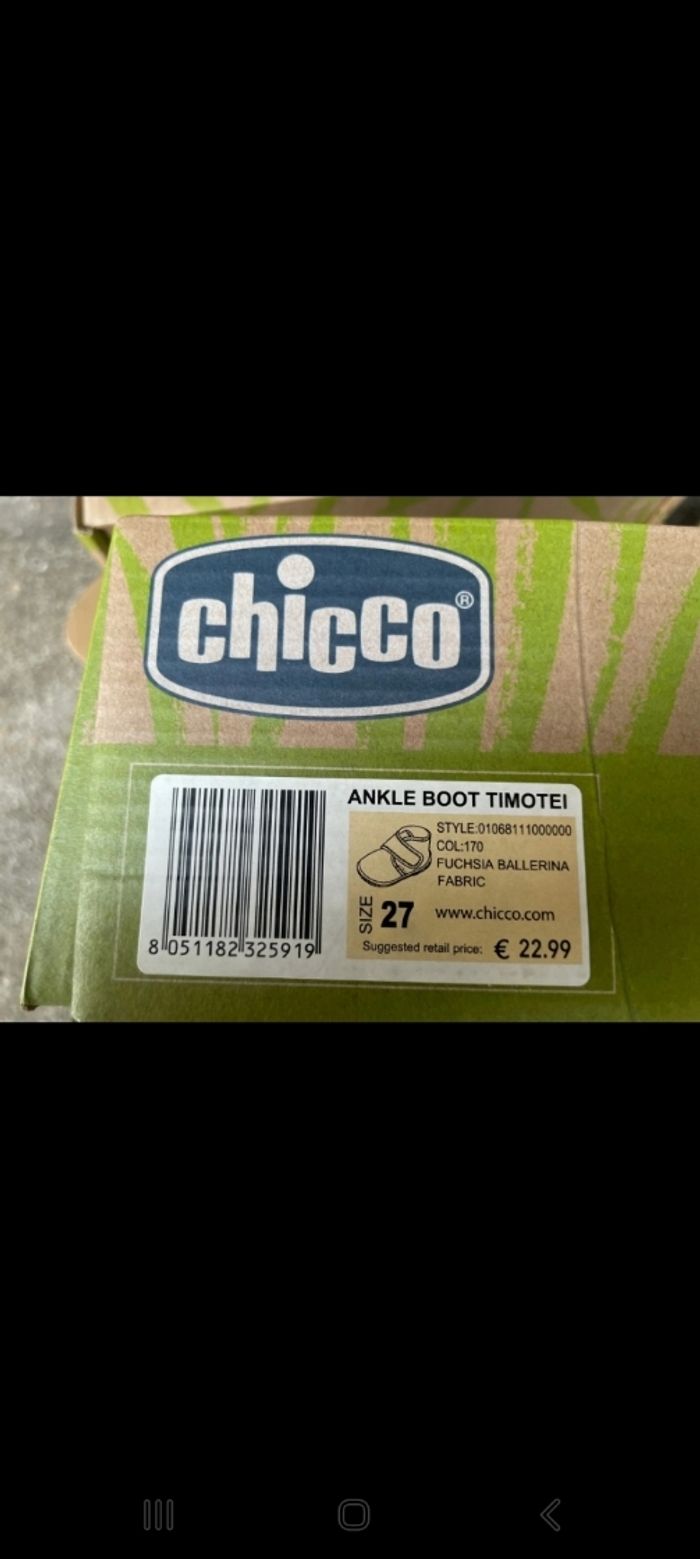 chicco®
ANKLE BOOT TIMOTEI
STYLE:01068111000000
COL:170
FUCHSIA BALLERINA
FABRIC
SIZE 27
www.chicco.com
Suggested retail price: € 22.99
8 051182 325919